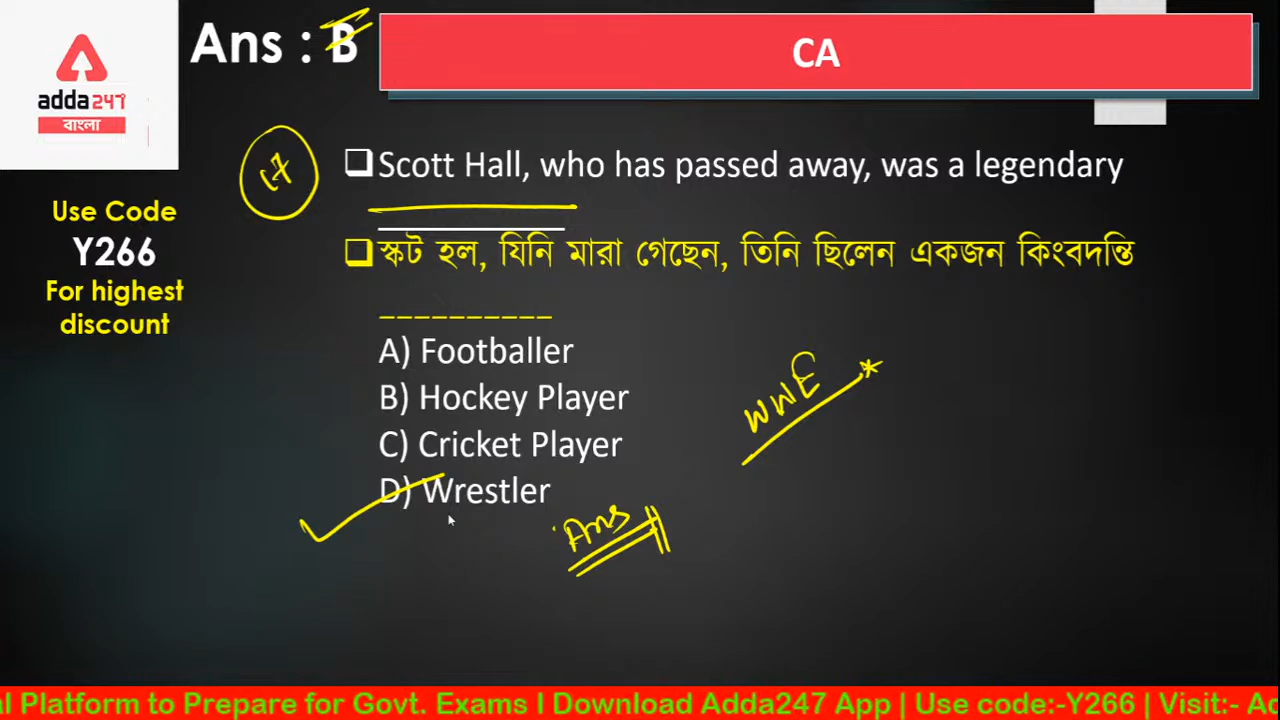 Ans : B
CA
adda247
বাংলা
Use Code
Y266
For highest
discount
১৭
❑Scott Hall, who has passed away, was a legendary
__________
❑স্কট হল, যিনি মারা গেছেন, তিনি ছিলেন একজন কিংবদন্তি
__________
A) Footballer
B) Hockey Player
C) Cricket Player
D) Wrestler
WWE *
Ans
al Platform to Prepare for Govt. Exams I Download Adda247 App | Use code:-Y266 | Visit:- Ad